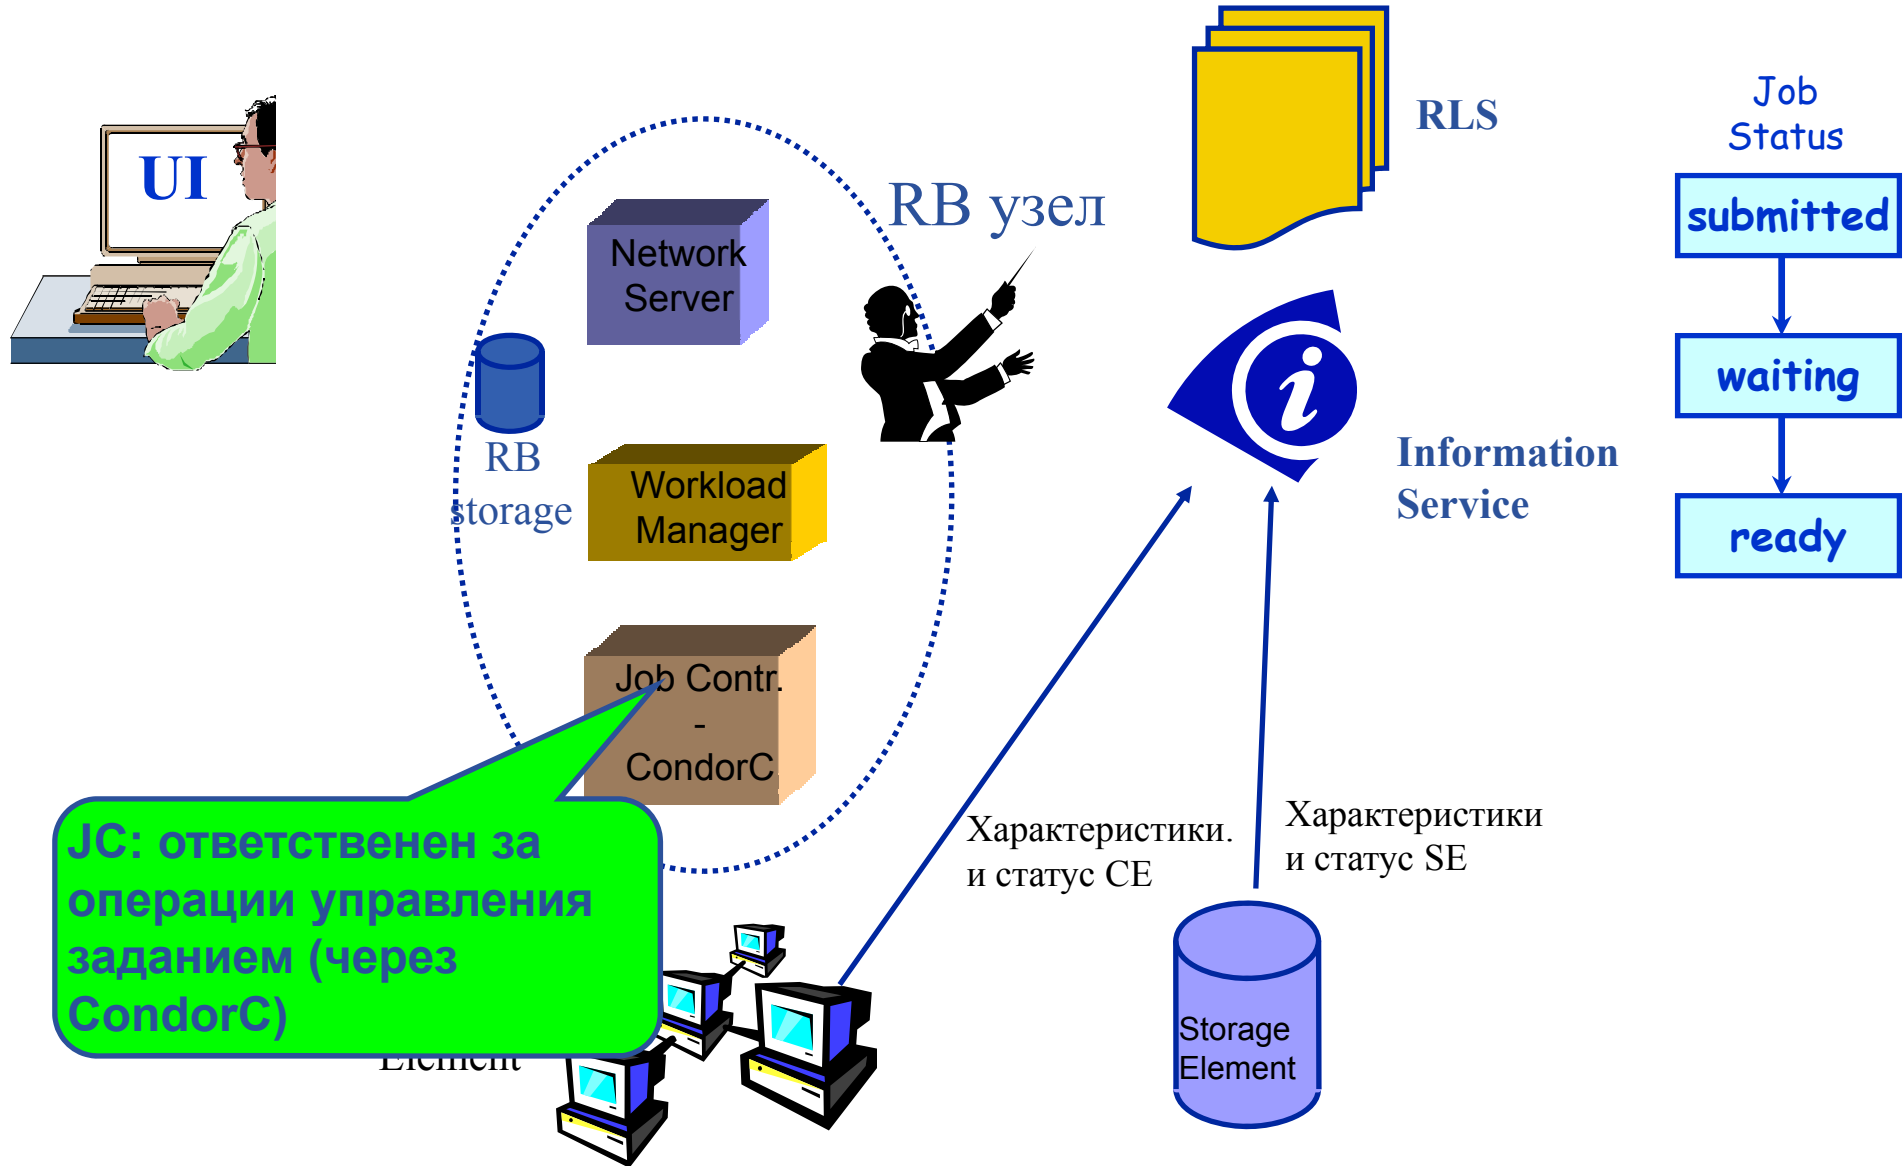 UI
Network
Server
RB
storage
Workload
Manager
Job Contr.
-
CondorC
RB узел
RLS
Information
Service
Job
Status
submitted
waiting
ready
JC: ответственен за
операции управления
заданием (через
CondorC)
Element
Характеристики.
и статус CE
Характеристики
и статус SE
Storage
Element